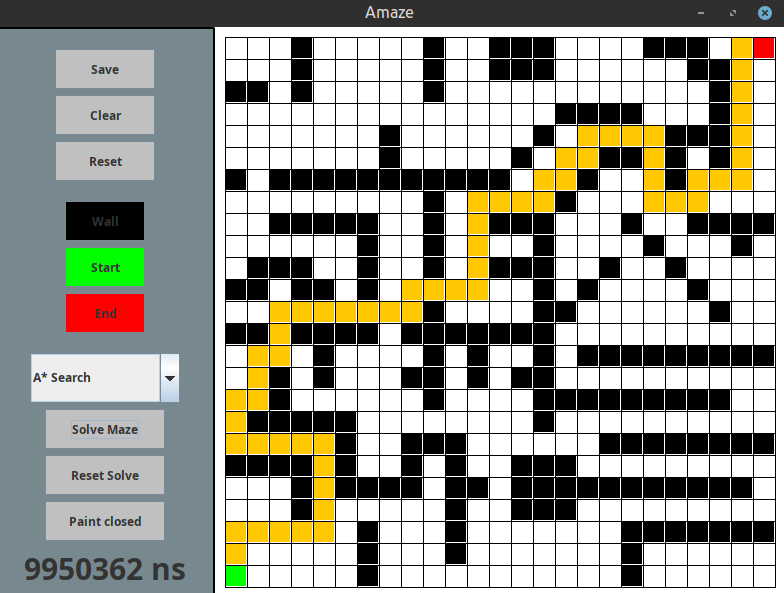 Amaze
Save
Clear
Reset
Wall
Start
End
A* Search
Solve Maze
Reset Solve
Paint closed
9950362 ns